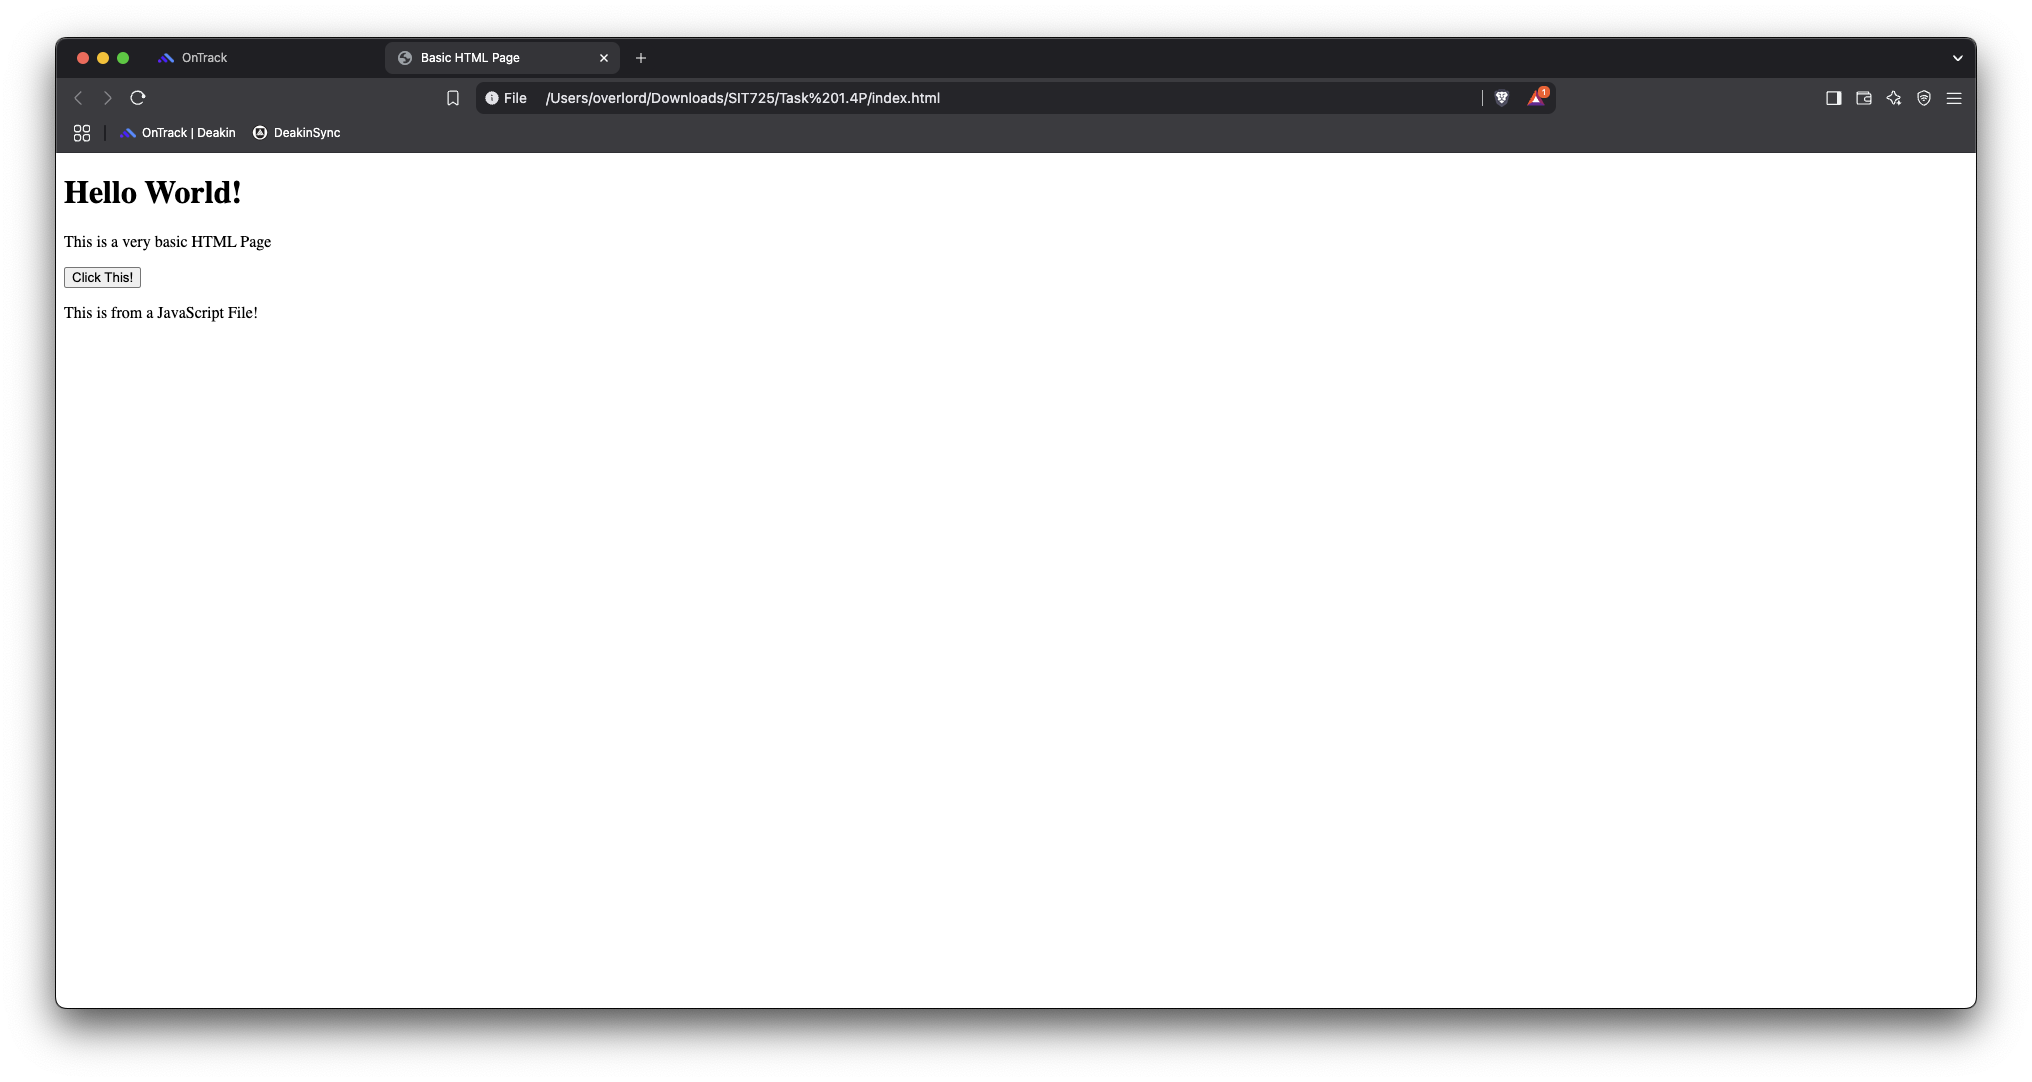 OnTrack
Basic HTML Page
File /Users/overlord/Downloads/SIT725/Task%201.4P/index.html
1
OnTrack | Deakin DeakinSync
Hello World!
This is a very basic HTML Page
Click This!
This is from a JavaScript File!